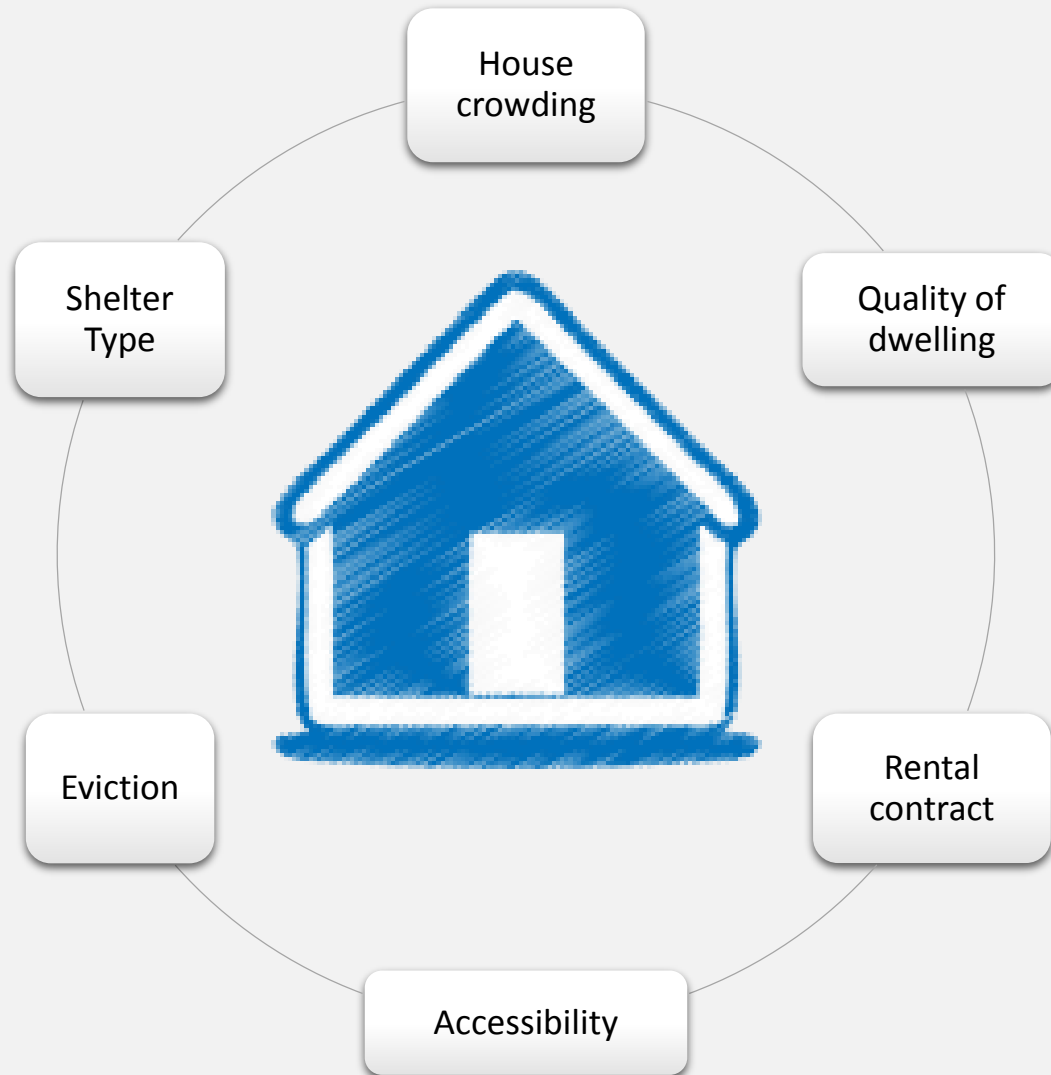 House
crowding
Shelter
Type
Quality of
dwelling
Eviction
Rental
contract
Accessibility